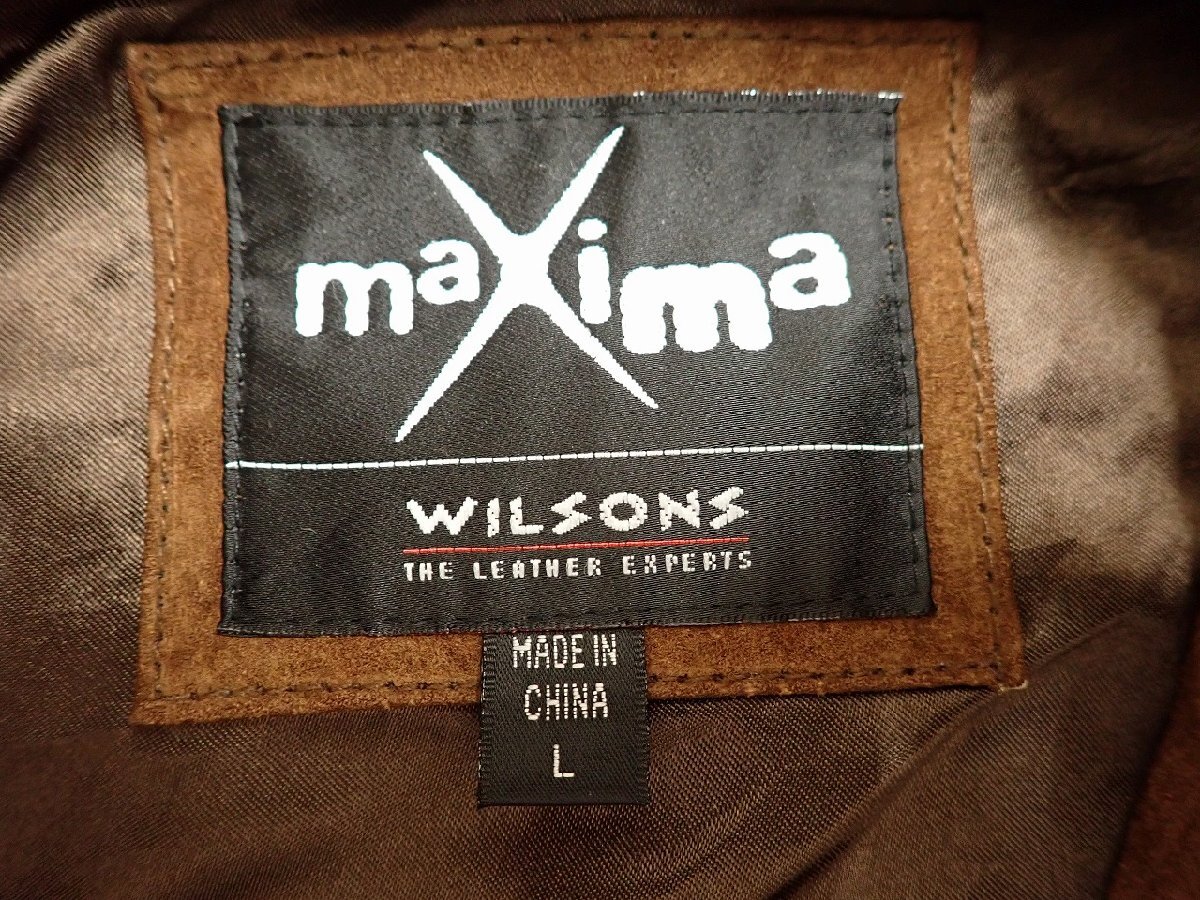 maXima
WILSONS
THE LEATHER EXPERTS
MADE IN
CHINA
L